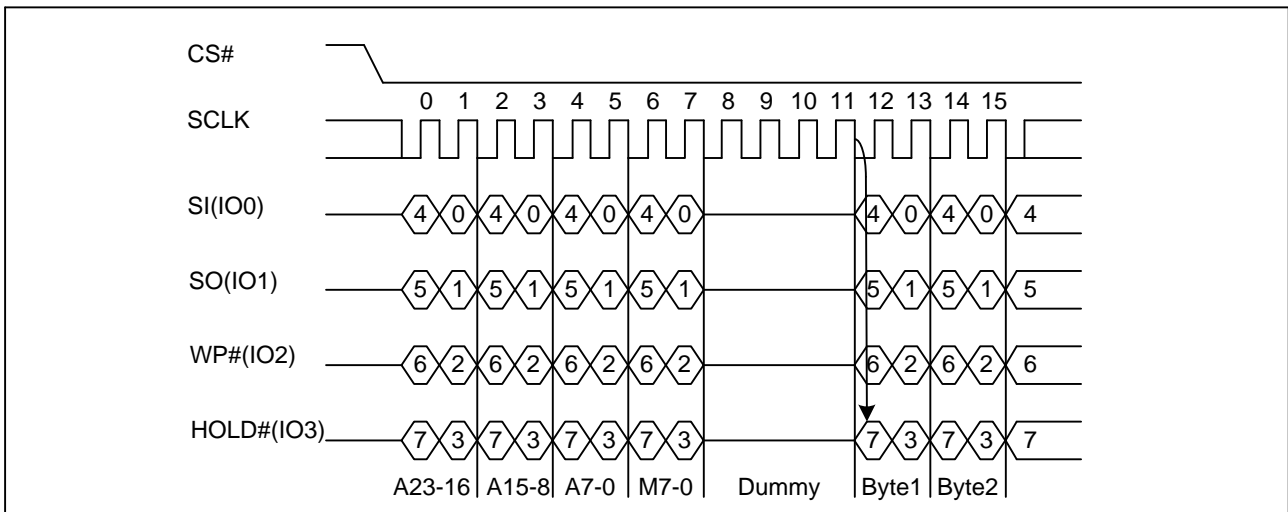 CS#
0 1 2 3 4 5 6 7 8 9 10 11 12 13 14 15
SCLK
SI(IO0) 4 0 4 0 4 0 4 0 4 0 4 0 4
SO(IO1) 5 1 5 1 5 1 5 1 5 1 5 1 5
WP#(IO2) 6 2 6 2 6 2 6 2 6 2 6 2 6
HOLD#(IO3) 7 3 7 3 7 3 7 3 7 3 7 3 7
A23-16 A15-8 A7-0 M7-0 Dummy Byte1 Byte2